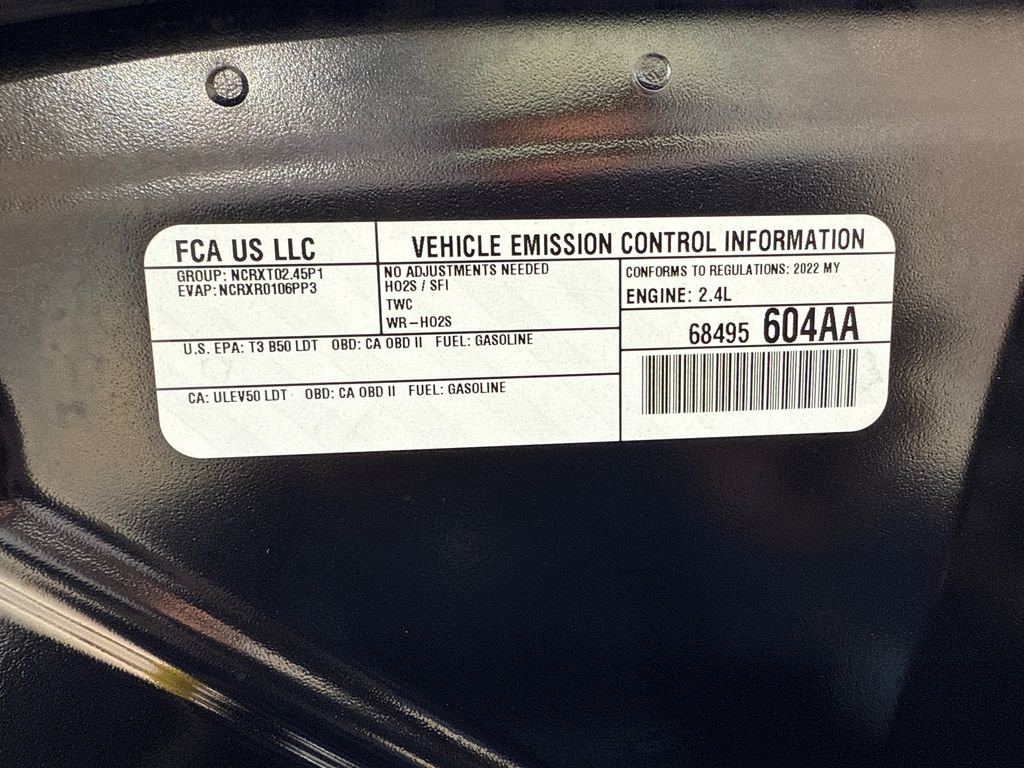 FCA US LLC
VEHICLE EMISSION CONTROL INFORMATION
GROUP: NCRXT02.45P1
EVAP: NCRXR0106PP3
NO ADJUSTMENTS NEEDED
HO2S / SFI
TWC
WR-HO2S
CONFORMS TO REGULATIONS: 2022 MY
ENGINE: 2.4L
68495 604AA
U.S. EPA: T3 B50 LDT OBD: CA OBD II FUEL: GASOLINE
CA: ULEV50 LDT OBD: CA OBD II FUEL: GASOLINE